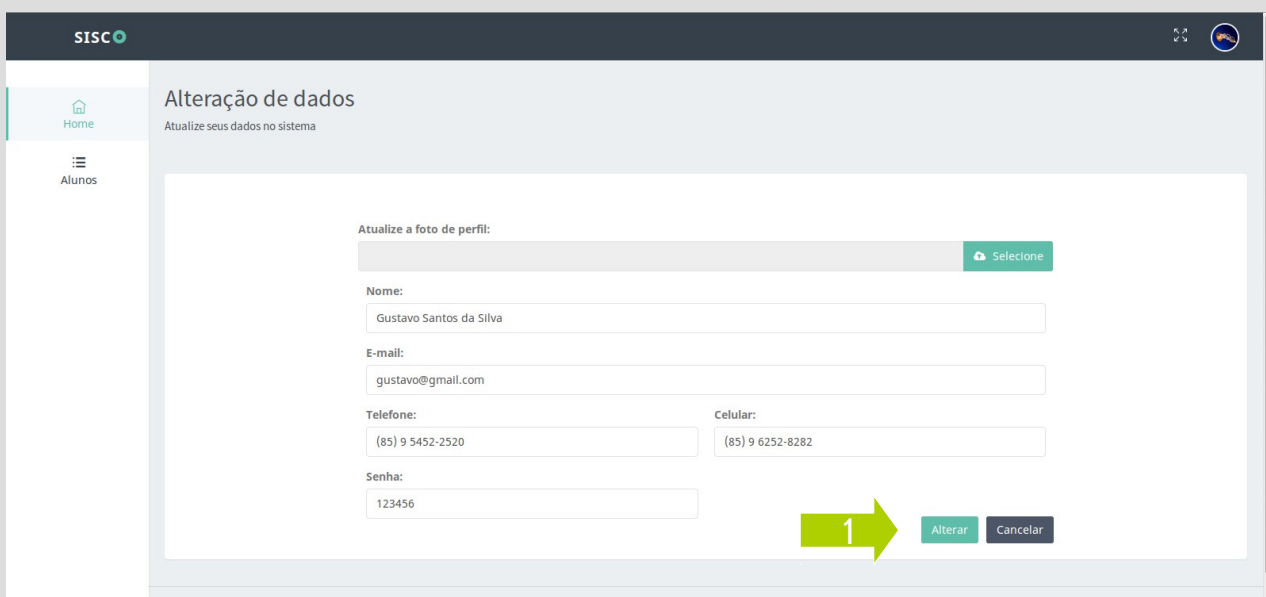 SISCO
Home
Alunos
Alteração de dados
Atualize seus dados no sistema
Atualize a foto de perfil:
Selecione
Nome:
Gustavo Santos da Silva
E-mail:
gustavo@gmail.com
Telefone: Celular:
(85) 9 5452-2520 (85) 9 6252-8282
Senha:
123456
1 Alterar Cancelar